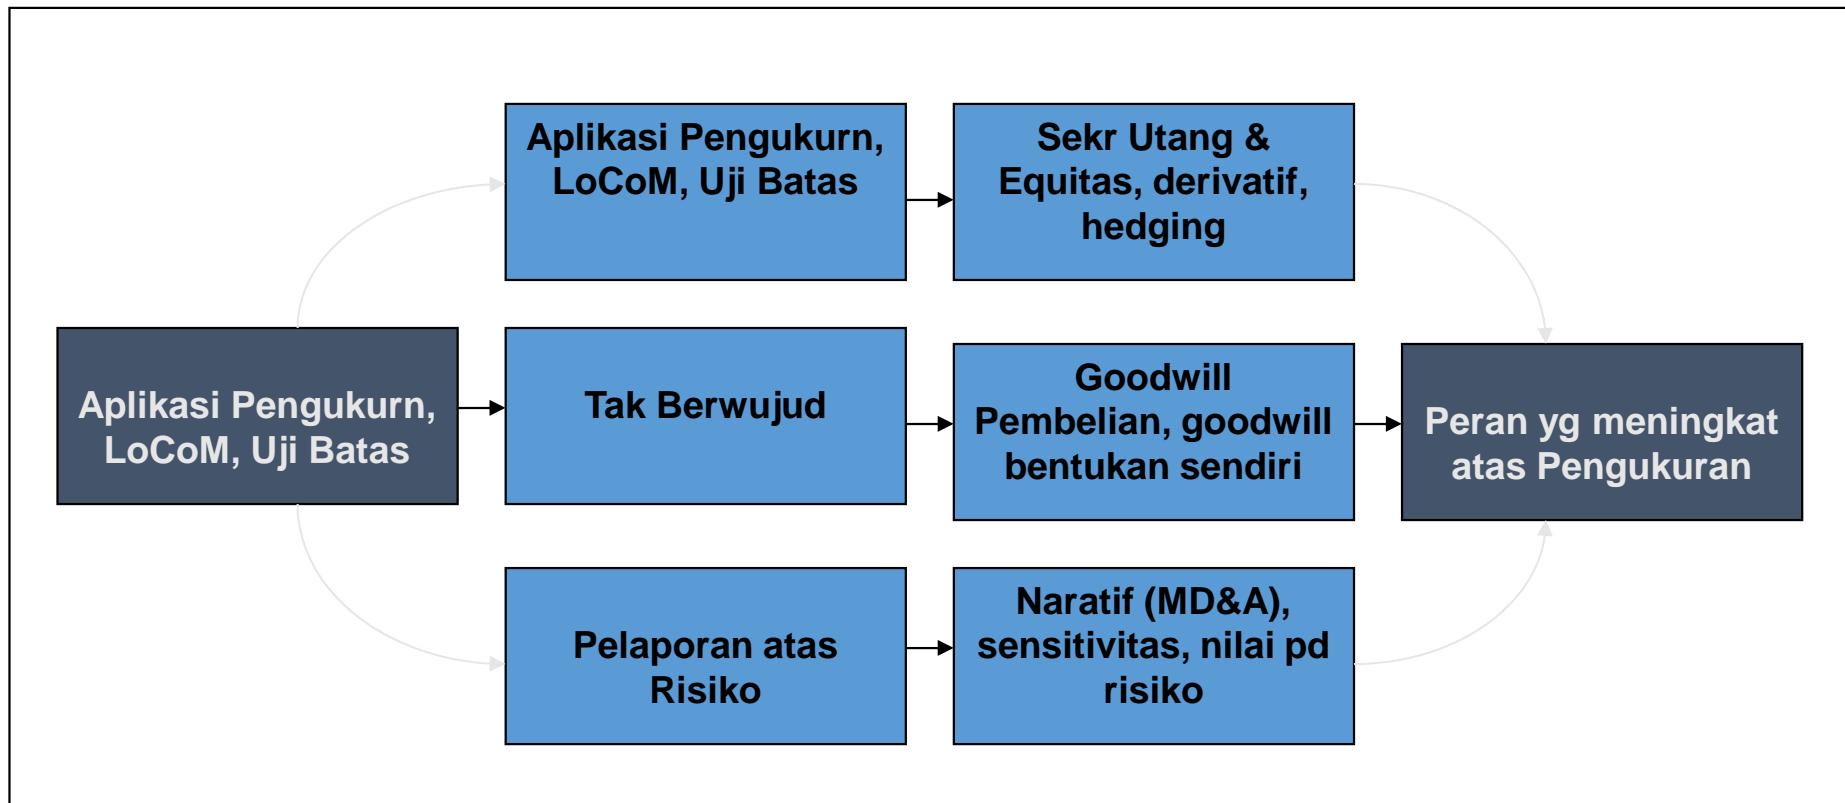 Aplikasi Pengukurn,
LoCoM, Uji Batas
Aplikasi Pengukurn,
LoCoM, Uji Batas
Sekr Utang &
Equitas, derivatif,
hedging
Tak Berwujud
Goodwill
Pembelian, goodwill
bentukan sendiri
Pelaporan atas
Risiko
Naratif (MD&A),
sensitivitas, nilai pd
risiko
Peran yg meningkat
atas Pengukuran